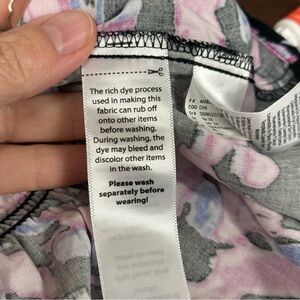 The rich dye process
used in making this
fabric can rub off
onto other items
before washing.
During washing, the
dye may bleed and
discolor other items
in the wash.
Please wash
separately before
wearing!